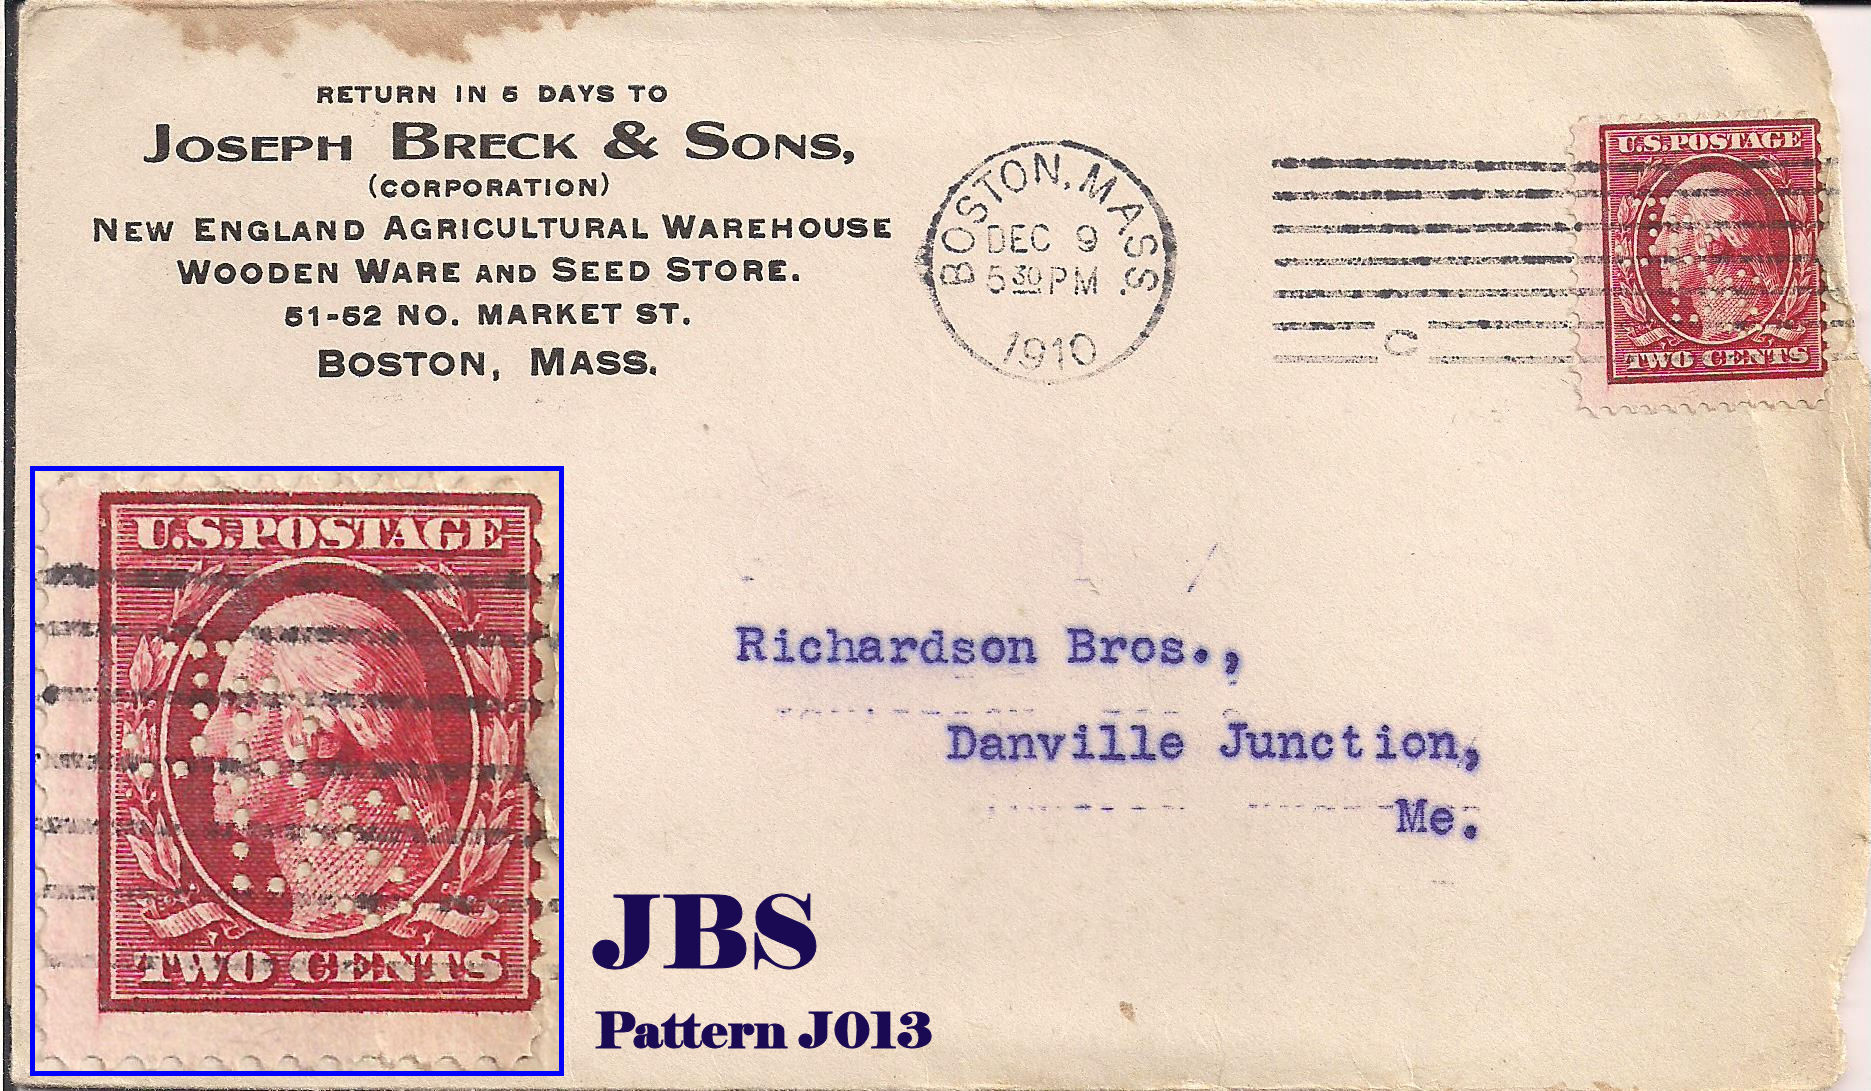 RETURN IN 5 DAYS TO
JOSEPH BRECK & SONS,
(CORPORATION)
NEW ENGLAND AGRICULTURAL WAREHOUSE
WOODEN WARE AND SEED STORE.
51-52 NO. MARKET ST.
BOSTON, MASS.
BOSTON, MASS.
DEC 9
5 30 PM
1910
C
U.S. POSTAGE
TWO CENTS
Richardson Bros.,
Danville Junction,
Me.
U.S. POSTAGE
JBS
TWO CENTS
JBS
Pattern J013